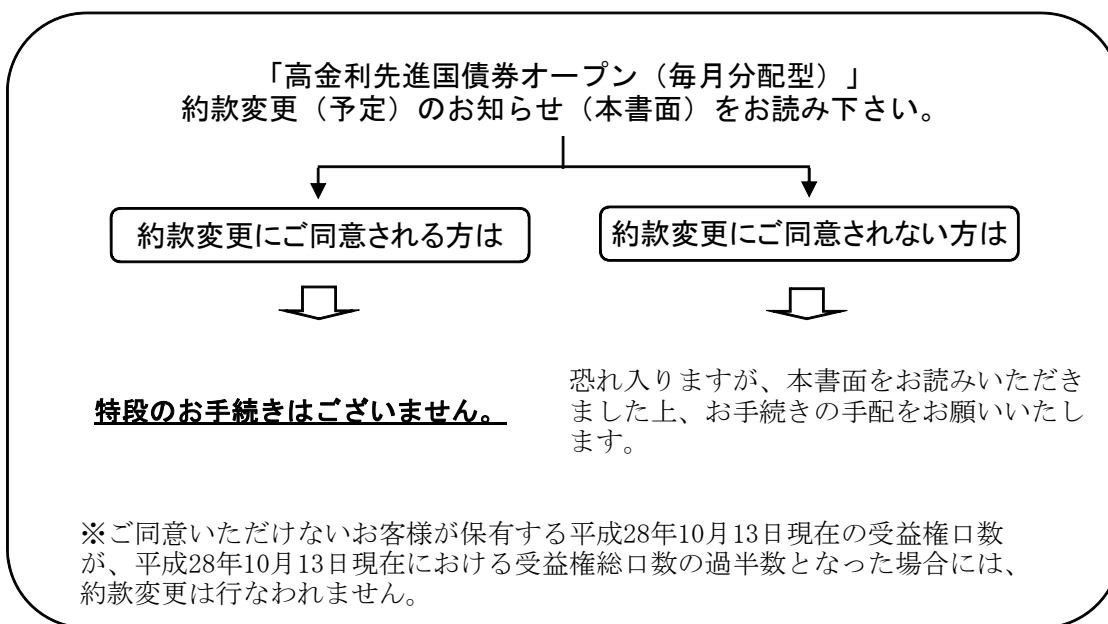 「高金利先進国債券オープン（毎月分配型）」
約款変更（予定）のお知らせ（本書面）をお読み下さい。
約款変更にご同意される方は
約款変更にご同意されない方は
特段のお手続きはございません。
恐れ入りますが、本書面をお読みいただき
ました上、お手続きの手配をお願いいたし
ます。
※ご同意いただけないお客様が保有する平成28年10月13日現在の受益権口数
が、平成28年10月13日現在における受益権総口数の過半数となった場合には、
約款変更は行なわれません。